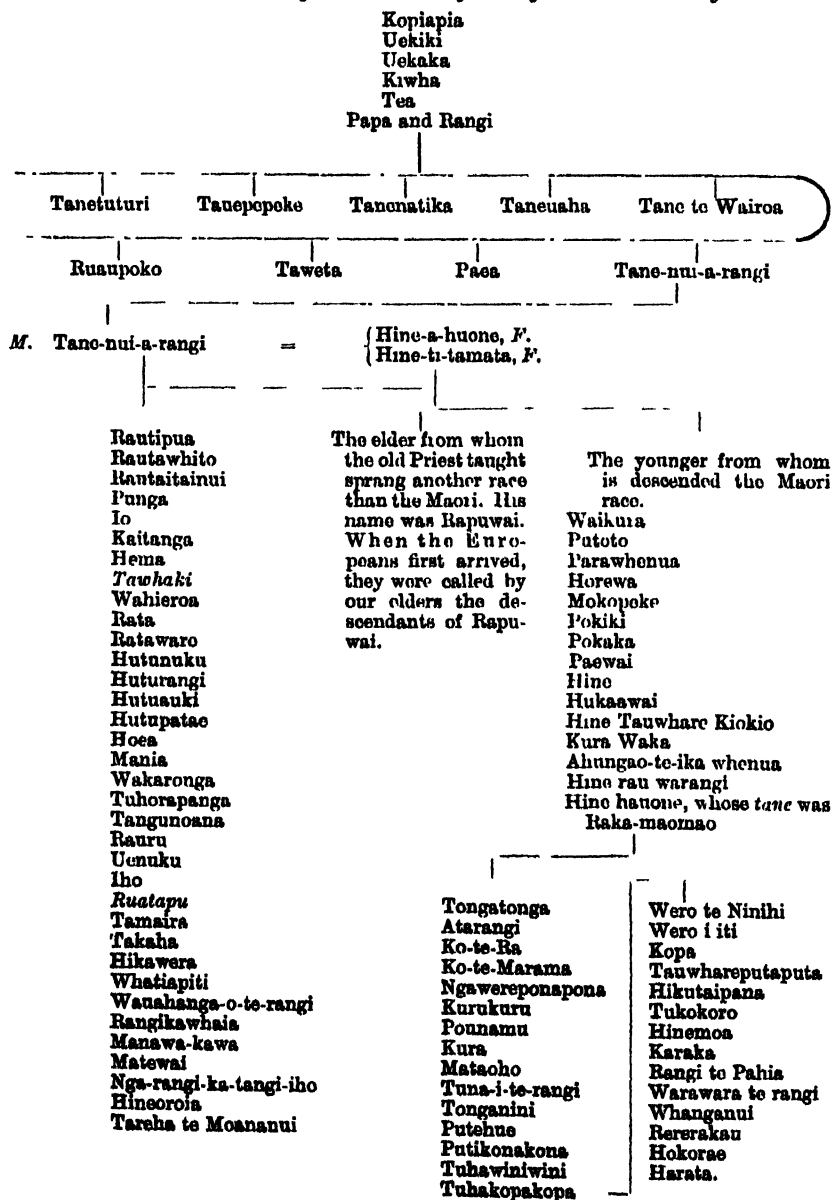 Kopiapia
Uekiki
Uekaka
Kiwha
Tea
Papa and Rangi
Tanetuturi Tauepepeke Tanenatika Taneuaha Tane te Wairoa
Ruaupoko Taweta Paea Tane-nui-a-rangi
M. Tane-nui-a-rangi = { Hine-a-huone, F.
{ Hine-ti-tamata, F.
Rautipua
Rautawhito
Rautaitainui
Punga
Io
Kaitanga
Hema
Tawhaki
Wahieroa
Rata
Ratawaro
Hutunuku
Huturangi
Hutuauki
Hutupatae
Hoea
Mania
Wakaronga
Tuhorapanga
Tangunoana
Rauru
Uenuku
Iho
Ruatapu
Tamaira
Takaha
Hikawera
Whatiapiti
Wauahanga-o-te-rangi
Rangikawhaia
Manawa-kawa
Matewai
Nga-rangi-ka-tangi-iho
Hineoroia
Tareha te Moananui
The elder from whom
the old Priest taught
sprang another race
than the Maori. His
name was Rapuwai.
When the Euro-
peans first arrived,
they were called by
our elders the de-
scendants of Rapu-
wai.
The younger from whom
is descended the Maori
race.
Waikura
Putoto
Parawhenua
Horewa
Mokopeke
Pokiki
Pokaka
Paewai
Hine
Hukaawai
Hine Tauwhare Kiokio
Kura Waka
Ahungao-te-ika whenua
Hine rau warangi
Hine hauone, whose tane was
Raka-maomao
Tongatonga
Atarangi
Ko-te-Ra
Ko-te-Marama
Ngawereponapona
Kurukuru
Pounamu
Kura
Mataoho
Tuna-i-te-rangi
Tonganini
Putehue
Putikonakona
Tuhawiniwini
Tuhakopakopa
Wero te Ninihi
Wero i iti
Kopa
Tauwhareputaputa
Hikutaipana
Tukokoro
Hinemoa
Karaka
Rangi te Pahia
Warawara te rangi
Whanganui
Rererakau
Hokorae
Harata.